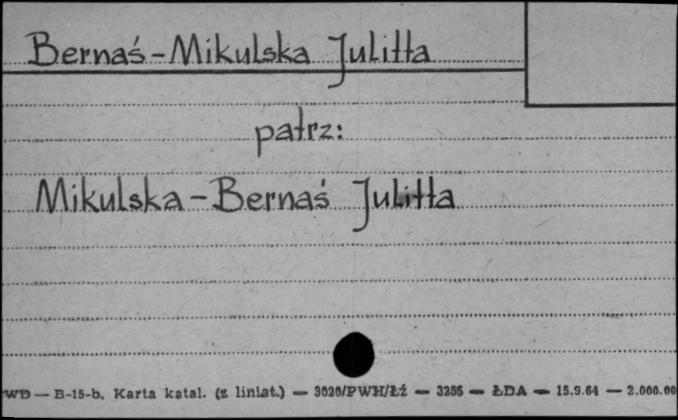 Bernaś-Mikulska Julitta
patrz:
Mikulska-Bernaś Julitta
WD — B-15-b. Karta katal. (z liniat.) — 3020/PWH/Łź — 3255 — ŁDA — 15.9.64 — 2.000.00